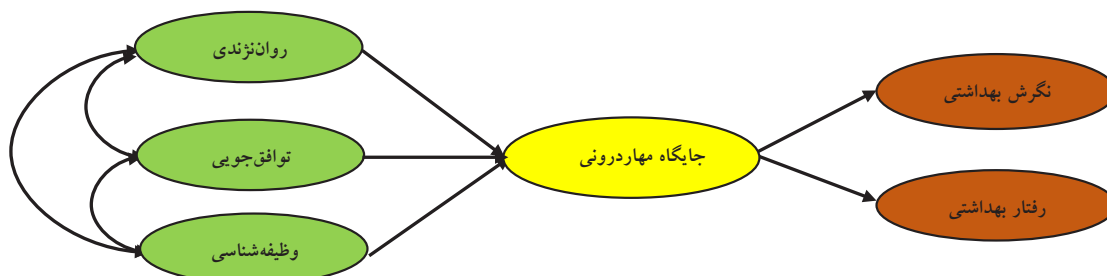 روان‌نژندی
نگرش بهداشتی
توافق‌جویی
جایگاه مهاردرونی
رفتار بهداشتی
وظیفه‌شناسی